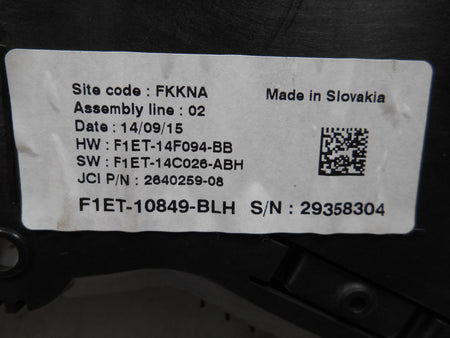 Site code : FKKNA
Made in Slovakia
Assembly line : 02
Date : 14/09/15
HW : F1ET-14F094-BB
SW : F1ET-14C026-ABH
JCI P/N : 2640259-08
F1ET-10849-BLH S/N : 29358304